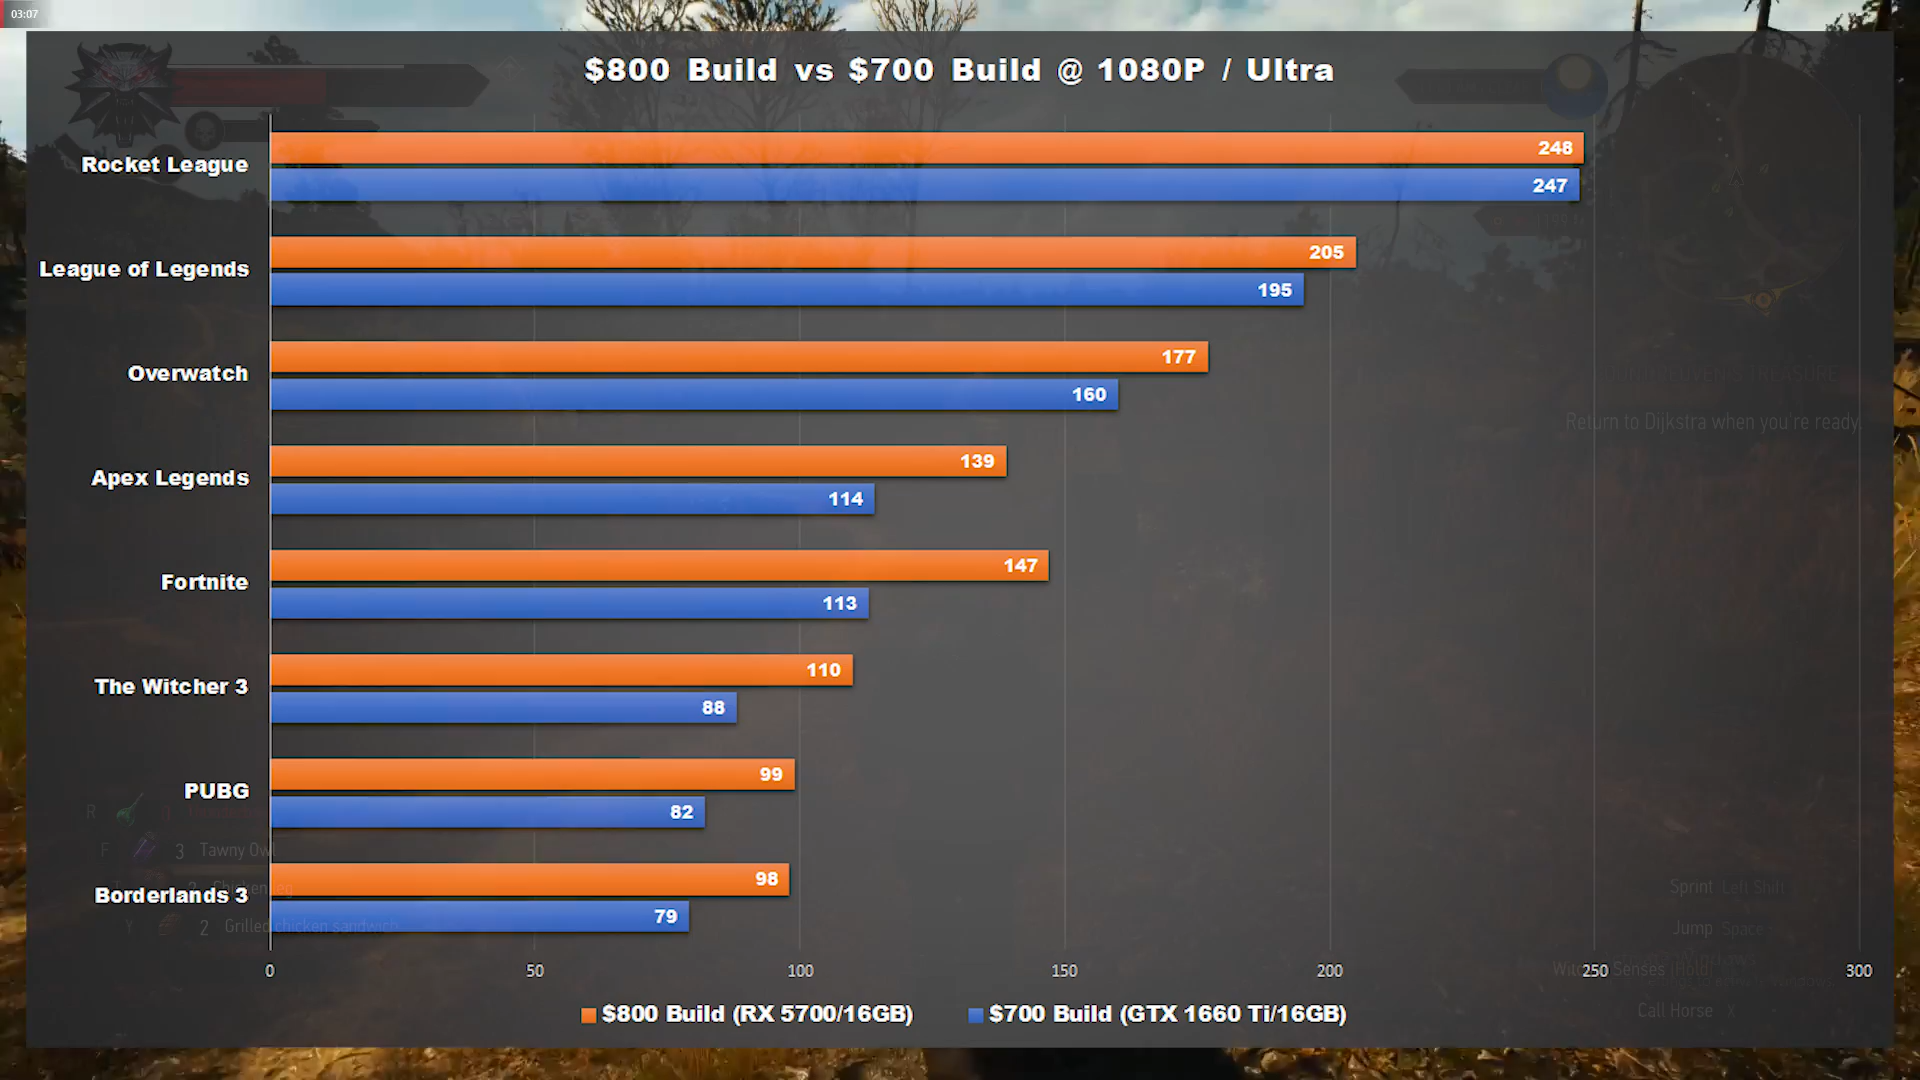 03:07
$800 Build vs $700 Build @ 1080P / Ultra
Rocket League
248
247
League of Legends
205
195
Overwatch
177
160
Apex Legends
139
114
Fortnite
147
113
The Witcher 3
110
88
PUBG
99
82
Borderlands 3
98
79
0 50 100 150 200 250 300
$800 Build (RX 5700/16GB) $700 Build (GTX 1660 Ti/16GB)
Return to Dijkstra when you're ready.
R
F 3 Tawny Owl
Chicken leg
Y 2 Grilled chicken sandwich
Sprint Left Shift
Jump Space
Senses (Hold)
Call Horse X